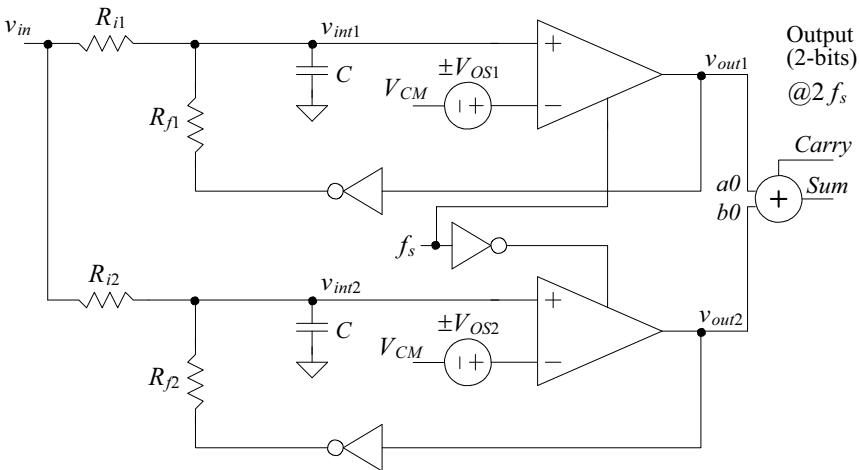 v_in
R_i1
v_int1
C
R_f1
V_CM
±V_OS1
+
−
− +
v_out1
Output
(2-bits)
@2 f_s
Carry
Sum
a0
b0
+
f_s
R_i2
v_int2
C
R_f2
V_CM
±V_OS2
+
−
− +
v_out2